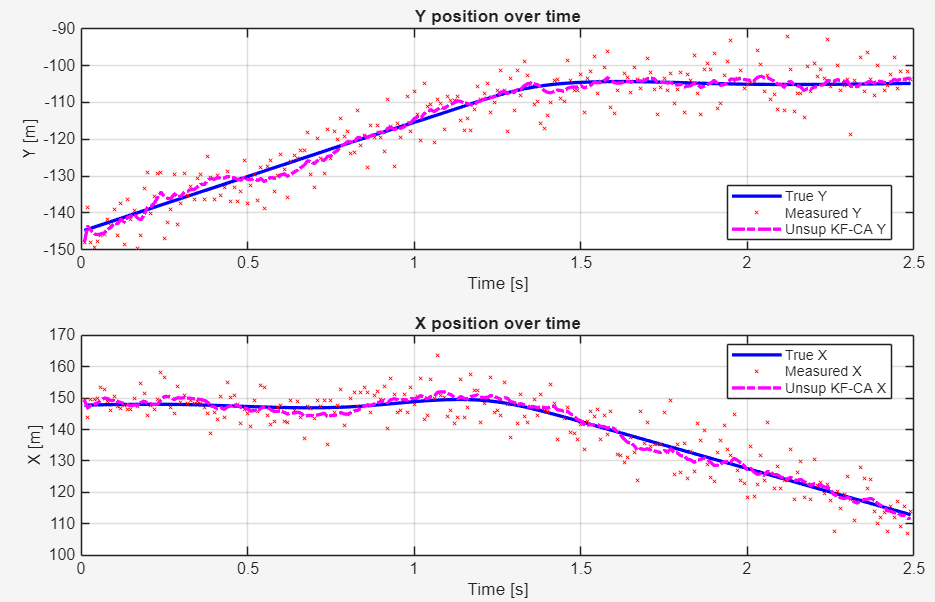 Y position over time
-90
-100
-110
-120
-130
-140
-150
Y [m]
0 0.5 1 1.5 2 2.5
Time [s]
True Y
Measured Y
Unsup KF-CA Y
X position over time
170
160
150
140
130
120
110
100
X [m]
0 0.5 1 1.5 2 2.5
Time [s]
True X
Measured X
Unsup KF-CA X